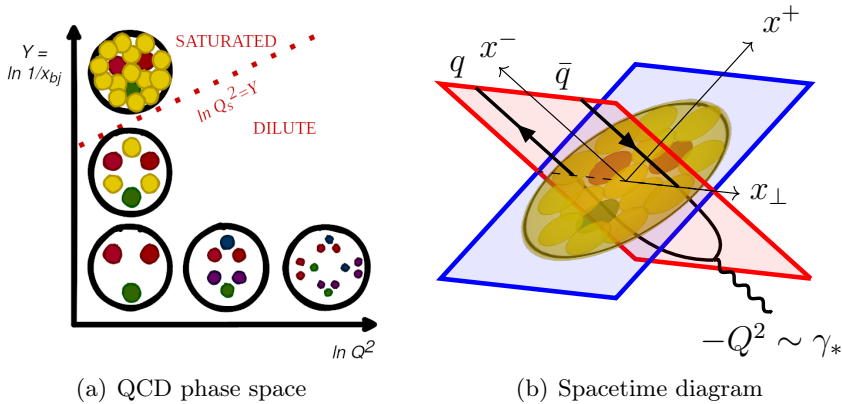 Y =
ln 1/x_bj
SATURATED
ln Q_s^2=Y
DILUTE
ln Q^2
(a) QCD phase space
x^+
x^-
q
q̄
x_⊥
-Q^2 ∼ γ_*
(b) Spacetime diagram